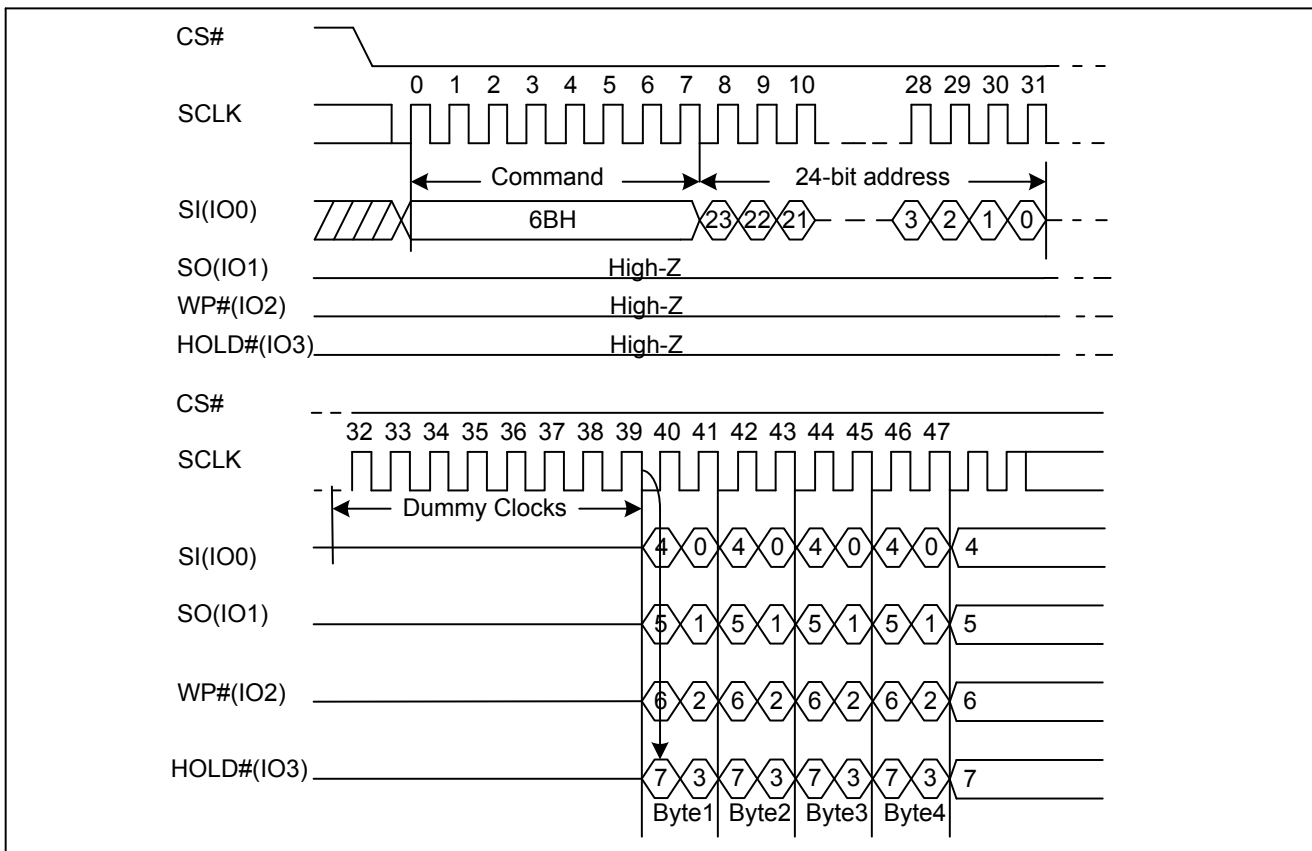 CS#
0 1 2 3 4 5 6 7 8 9 10 28 29 30 31
SCLK
Command 24-bit address
SI(IO0) 6BH 23 22 21 3 2 1 0
SO(IO1) High-Z
WP#(IO2) High-Z
HOLD#(IO3) High-Z
CS#
32 33 34 35 36 37 38 39 40 41 42 43 44 45 46 47
SCLK
Dummy Clocks
SI(IO0) 4 0 4 0 4 0 4 0 4
SO(IO1) 5 1 5 1 5 1 5 1 5
WP#(IO2) 6 2 6 2 6 2 6 2 6
HOLD#(IO3) 7 3 7 3 7 3 7 3 7
Byte1 Byte2 Byte3 Byte4